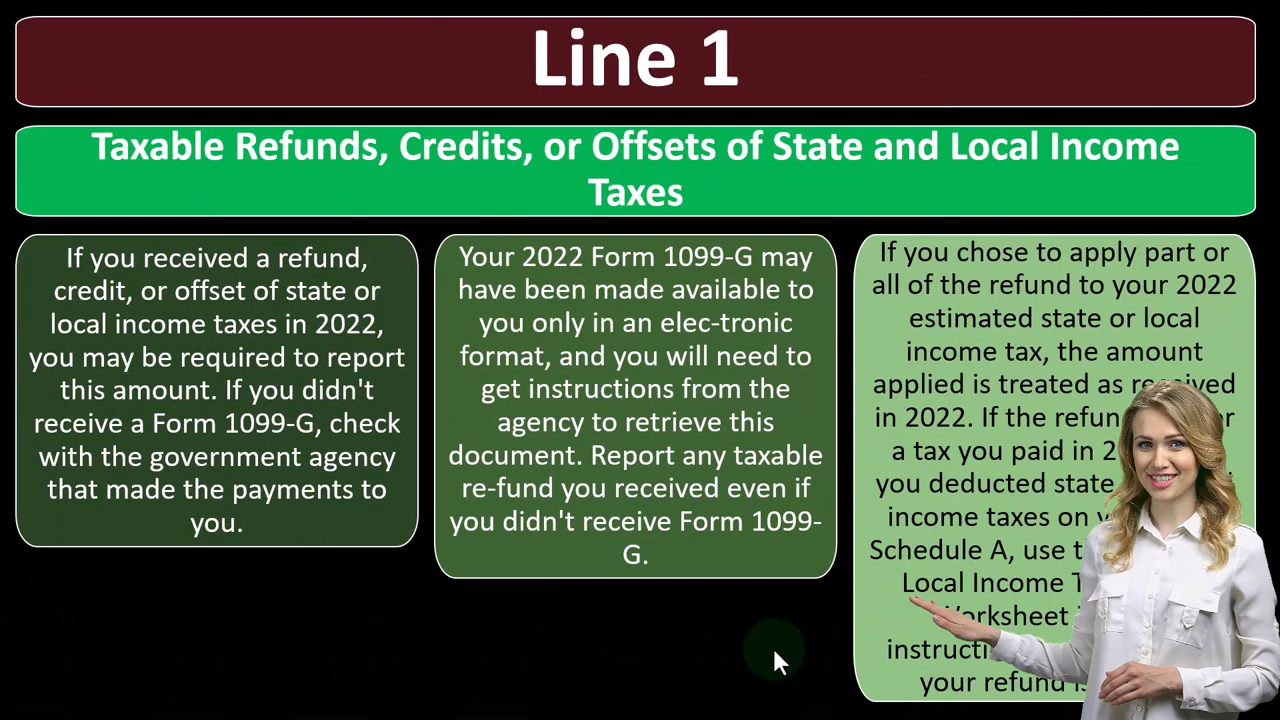 Line 1
Taxable Refunds, Credits, or Offsets of State and Local Income
Taxes
If you received a refund,
credit, or offset of state or
local income taxes in 2022,
you may be required to report
this amount. If you didn't
receive a Form 1099-G, check
with the government agency
that made the payments to
you.
Your 2022 Form 1099-G may
have been made available to
you only in an elec-tronic
format, and you will need to
get instructions from the
agency to retrieve this
document. Report any taxable
re-fund you received even if
you didn't receive Form 1099-
G.
If you chose to apply part or
all of the refund to your 2022
estimated state or local
income tax, the amount
applied is treated as received
in 2022. If the
a tax you paid in
you deducted state
income taxes on
Schedule A, use
Local Income
your refund